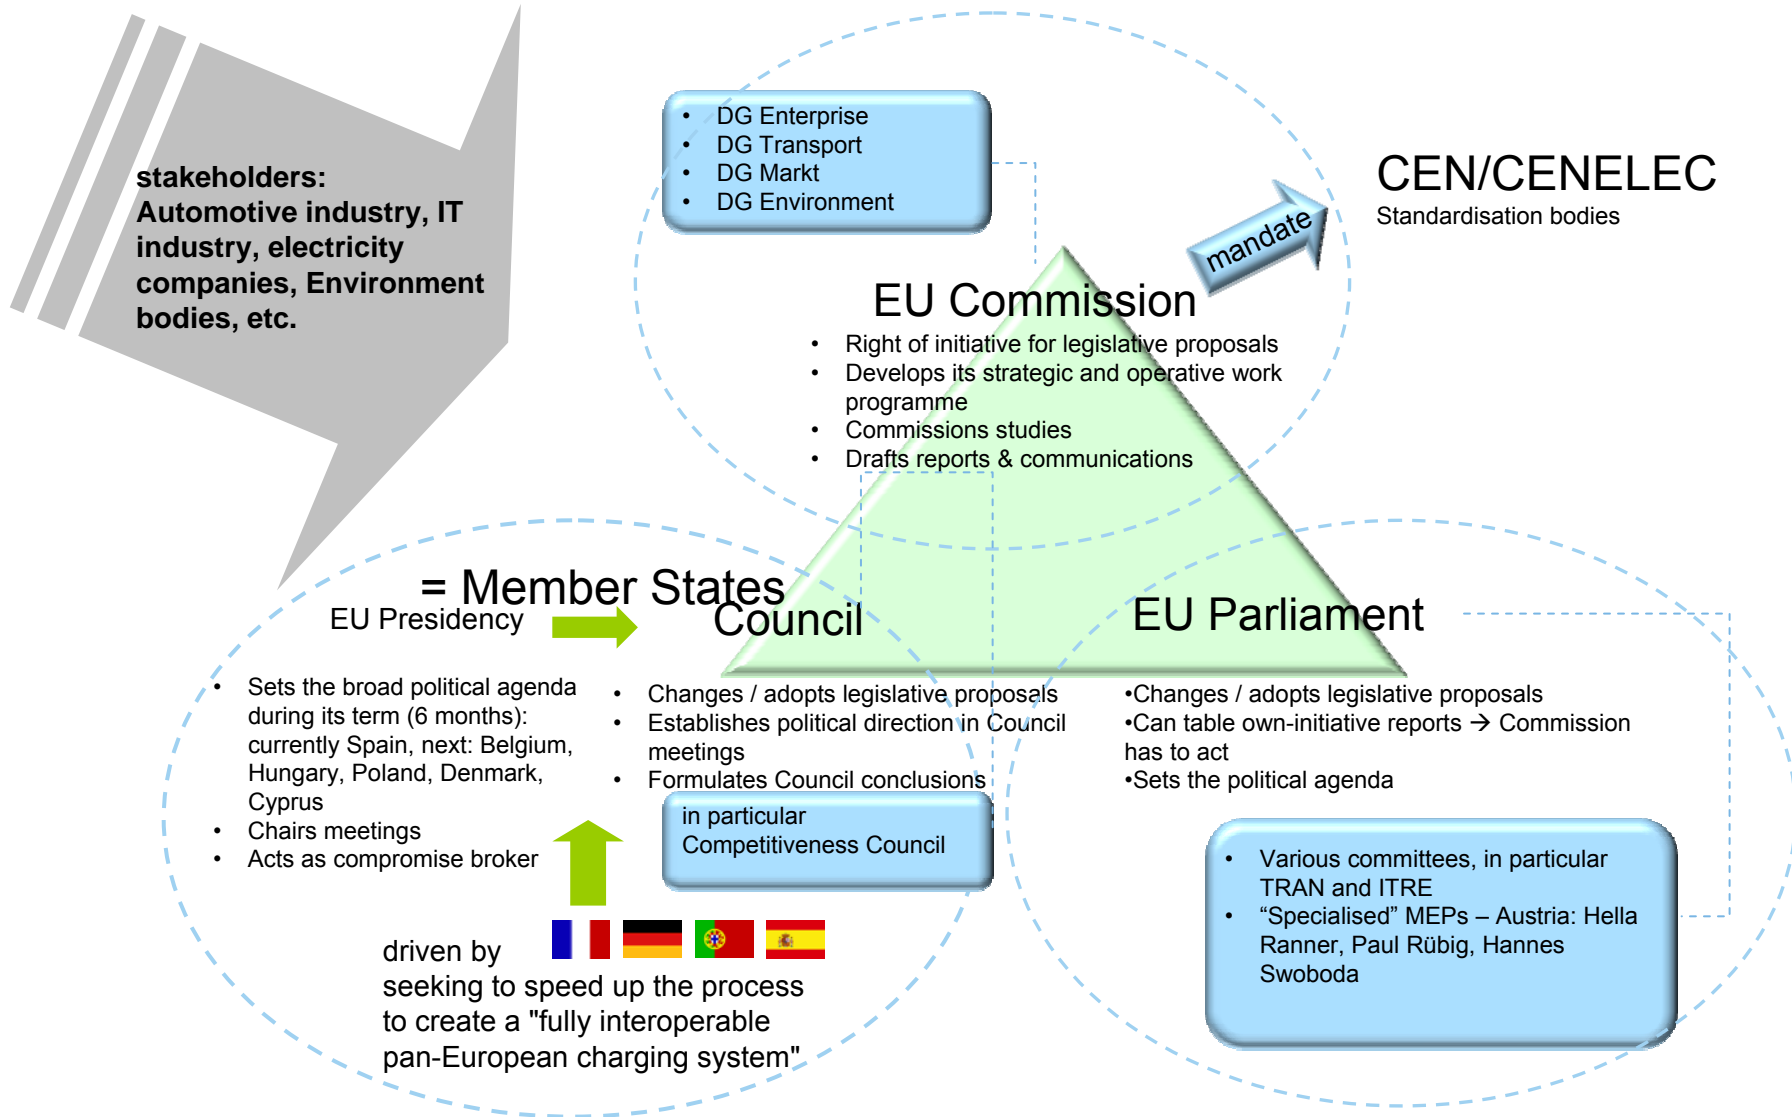 stakeholders:
Automotive industry, IT
industry, electricity
companies, Environment
bodies, etc.
• DG Enterprise
• DG Transport
• DG Markt
• DG Environment
mandate
CEN/CENELEC
Standardisation bodies
EU Commission
• Right of initiative for legislative proposals
• Develops its strategic and operative work
programme
• Commissions studies
• Drafts reports & communications
= Member States
EU Presidency
Council
EU Parliament
• Sets the broad political agenda
during its term (6 months):
currently Spain, next: Belgium,
Hungary, Poland, Denmark,
Cyprus
• Chairs meetings
• Acts as compromise broker
• Changes / adopts legislative proposals
• Establishes political direction in Council
meetings
• Formulates Council conclusions
in particular
Competitiveness Council
•Changes / adopts legislative proposals
•Can table own-initiative reports → Commission
has to act
•Sets the political agenda
• Various committees, in particular
TRAN and ITRE
• “Specialised” MEPs – Austria: Hella
Ranner, Paul Rübig, Hannes
Swoboda
driven by
seeking to speed up the process
to create a "fully interoperable
pan-European charging system"